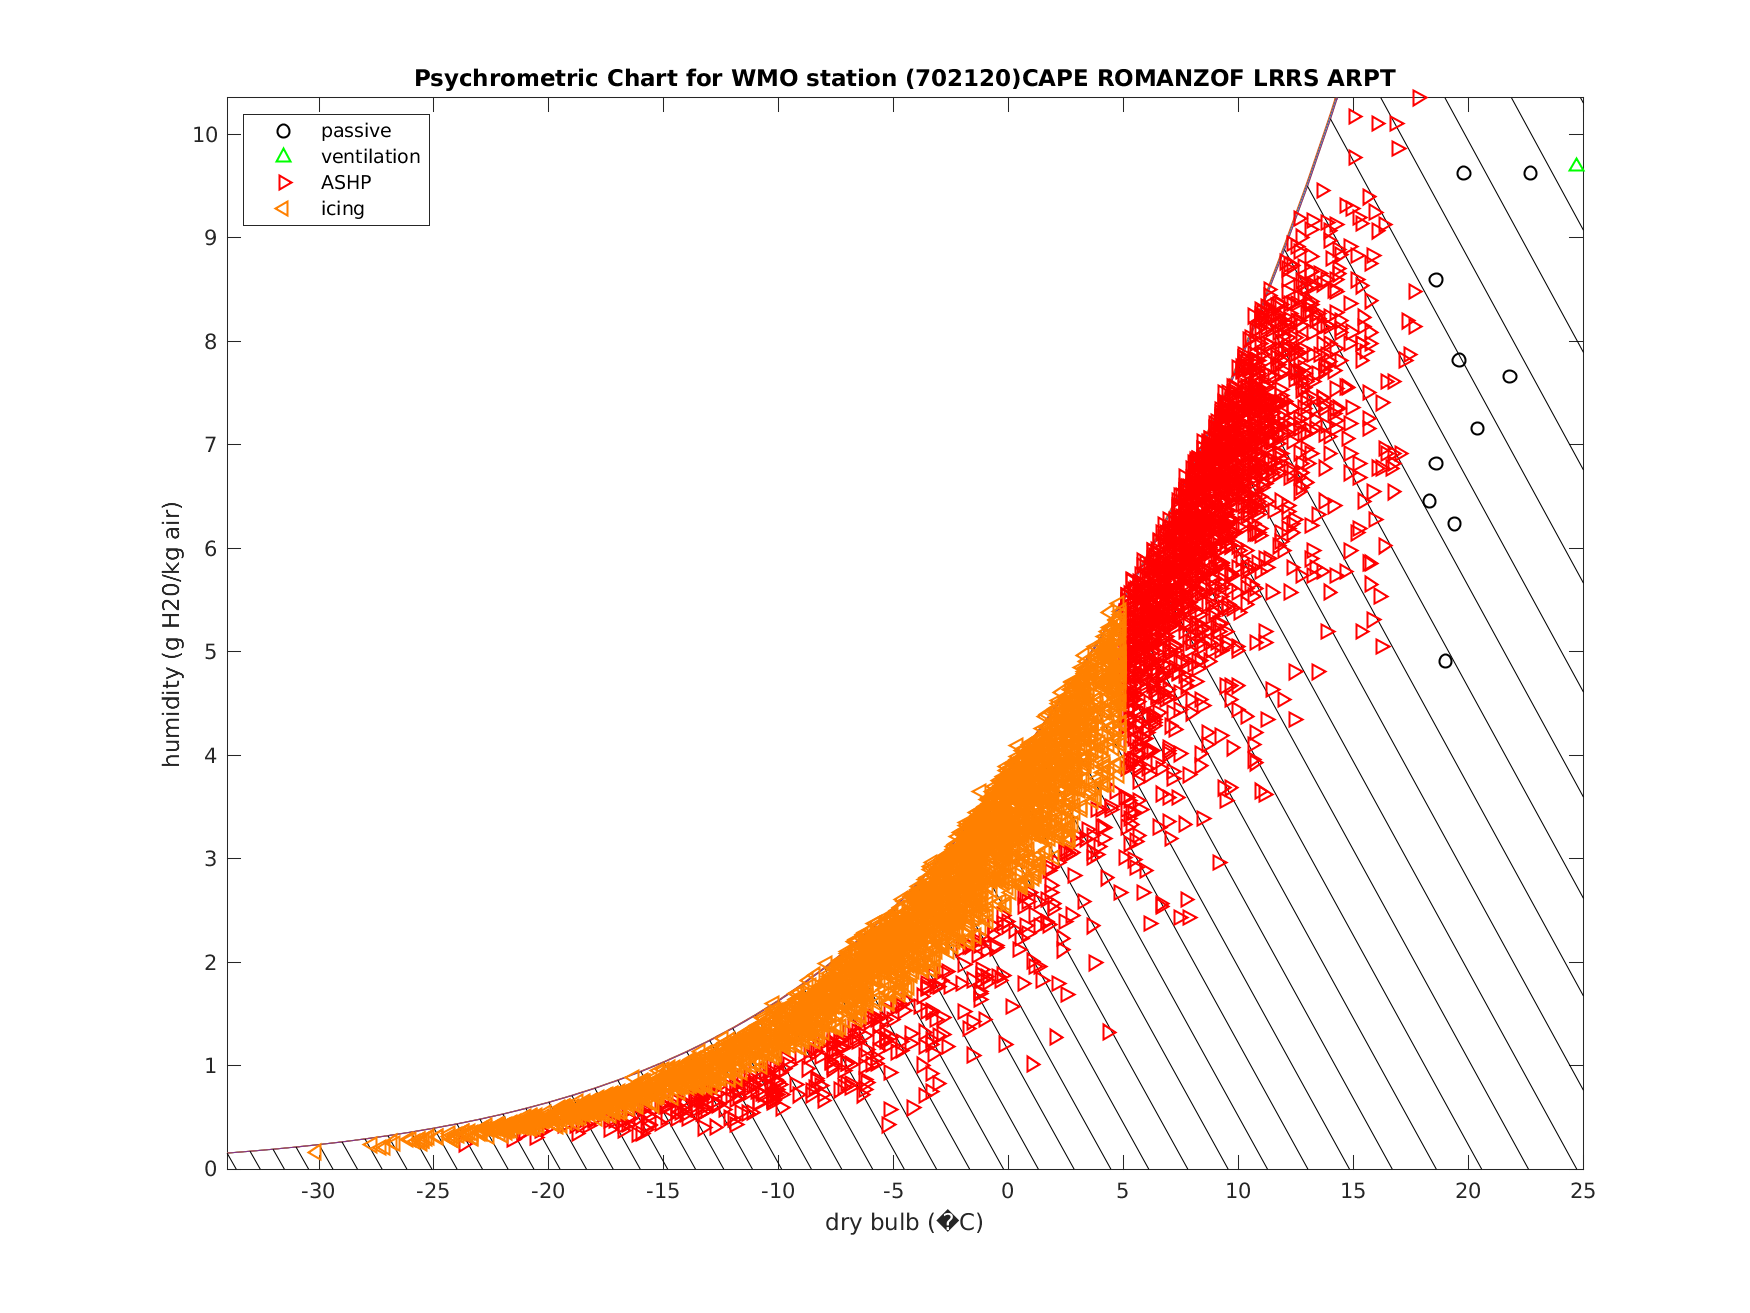 Psychrometric Chart for WMO station (702120)CAPE ROMANZOF LRRS ARPT
passive
ventilation
ASHP
icing
humidity (g H20/kg air)
10
9
8
7
6
5
4
3
2
1
0
-30 -25 -20 -15 -10 -5 0 5 10 15 20 25
dry bulb (�C)